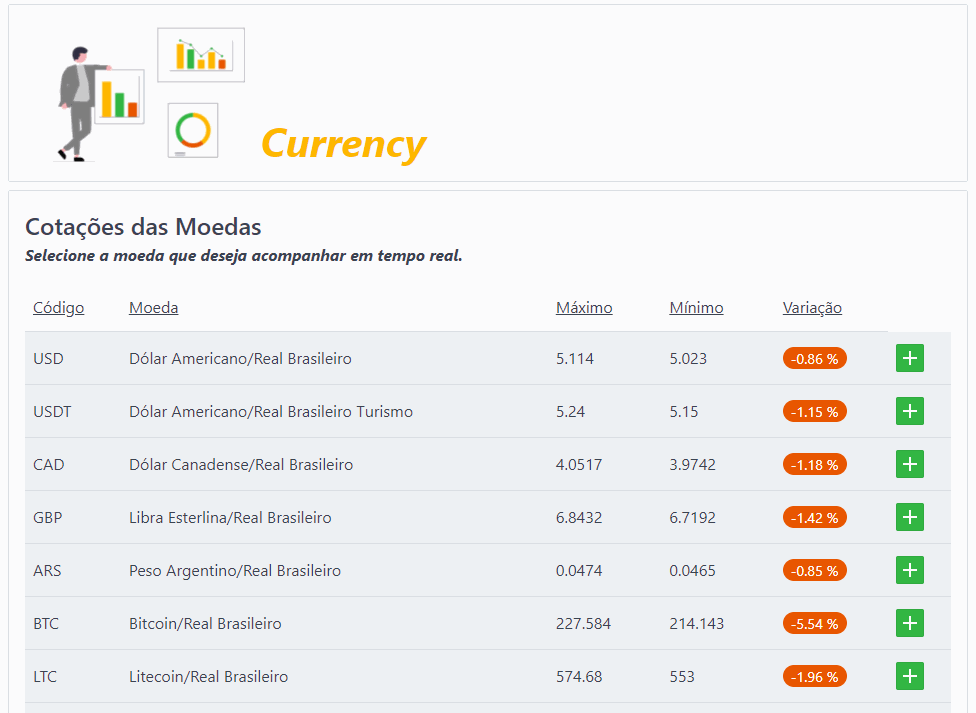 Currency
Cotações das Moedas
Selecione a moeda que deseja acompanhar em tempo real.
Código Moeda Máximo Mínimo Variação
USD Dólar Americano/Real Brasileiro 5.114 5.023 -0.86 %
USDT Dólar Americano/Real Brasileiro Turismo 5.24 5.15 -1.15 %
CAD Dólar Canadense/Real Brasileiro 4.0517 3.9742 -1.18 %
GBP Libra Esterlina/Real Brasileiro 6.8432 6.7192 -1.42 %
ARS Peso Argentino/Real Brasileiro 0.0474 0.0465 -0.85 %
BTC Bitcoin/Real Brasileiro 227.584 214.143 -5.54 %
LTC Litecoin/Real Brasileiro 574.68 553 -1.96 %